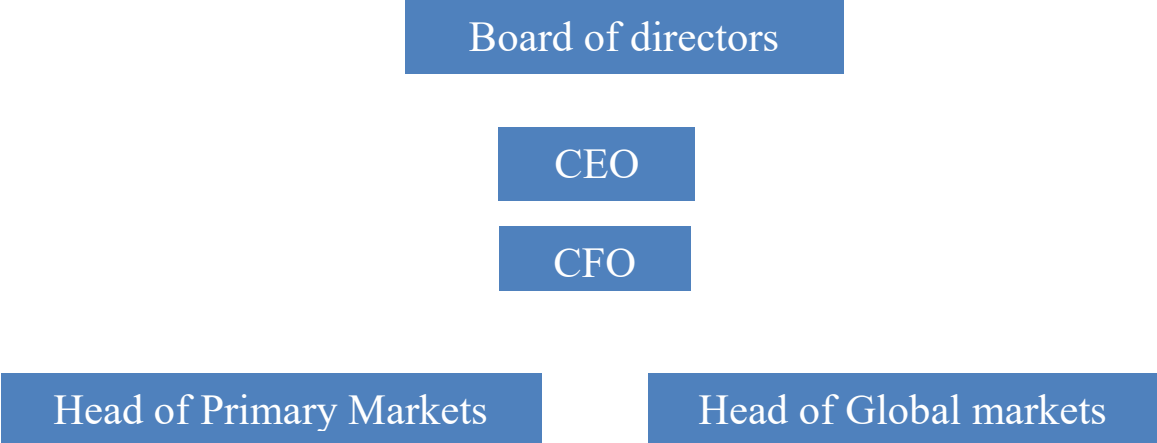 Board of directors
CEO
CFO
Head of Primary Markets
Head of Global markets